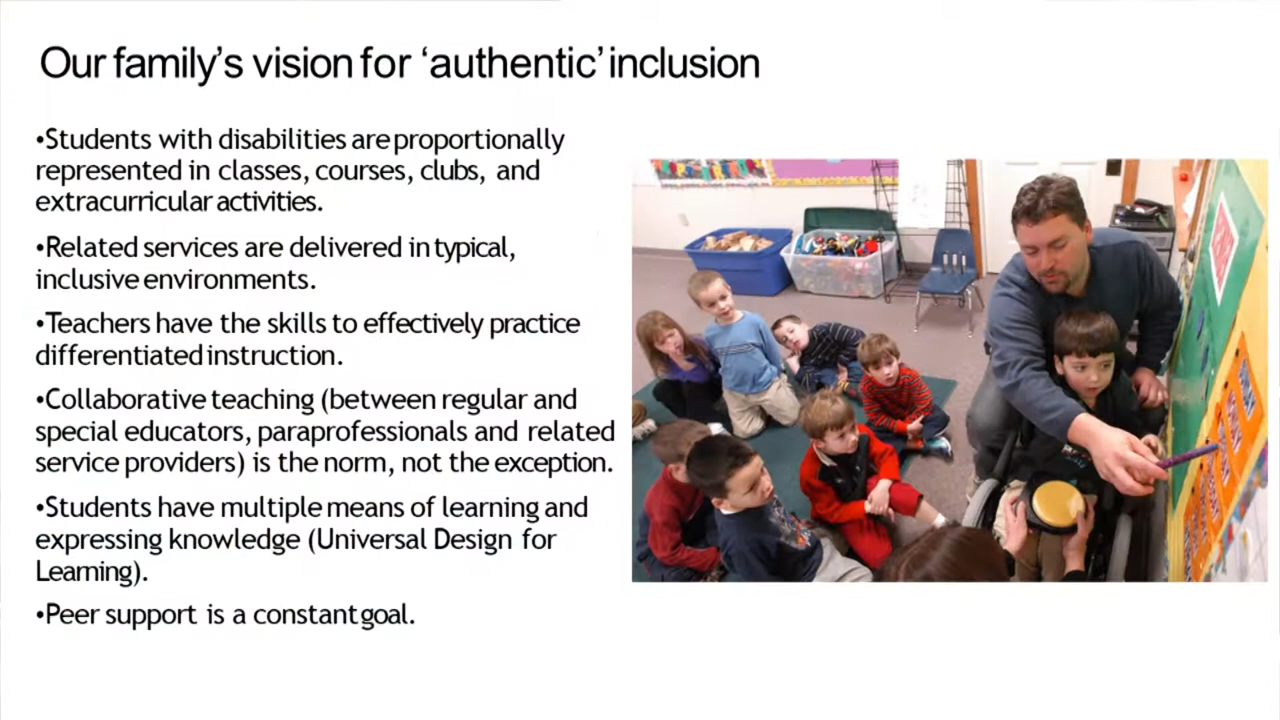 Our family’s vision for ‘authentic’ inclusion
•Students with disabilities are proportionally
represented in classes, courses, clubs, and
extracurricular activities.
•Related services are delivered in typical,
inclusive environments.
•Teachers have the skills to effectively practice
differentiated instruction.
•Collaborative teaching (between regular and
special educators, paraprofessionals and related
service providers) is the norm, not the exception.
•Students have multiple means of learning and
expressing knowledge (Universal Design for
Learning).
•Peer support is a constant goal.